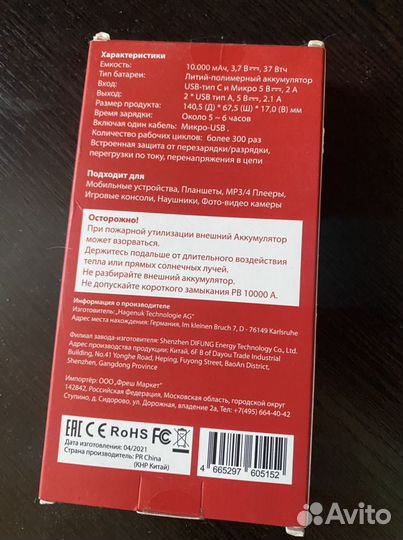 Характеристики
Емкость: 10.000 мАч, 3,7 В⎓, 37 Втч
Тип батареи: Литий-полимерный аккумулятор
Вход: USB-тип С и Микро 5 В⎓, 2 А
Выход: 2 * USB тип А, 5 В⎓, 2.1 А
Размер продукта: 140,5 (Д) * 67,5 (Ш) * 17,0 (В) мм
Время зарядки: Около 5 – 6 часов
Включая один кабель: Микро-USB .
Количество рабочих циклов: более 300 раз
Встроенная защита от перезарядки/разрядки,
перегрузки по току, перенапряжения в цепи
Подходит для
Мобильные устройства, Планшеты, MP3/4 Плееры,
Игровые консоли, Наушники, Фото-видео камеры
Осторожно!
При пожарной утилизации внешний Аккумулятор
может взорваться.
Держитесь подальше от длительного воздействия
тепла или прямых солнечных лучей.
Не разбирайте внешний аккумулятор.
Не допускайте короткого замыкания PB 10000 A.
Информация о производителе
Изготовитель: „Hagenuk Technologie AG"
Адрес места нахождения: Германия, Im kleinen Bruch 7, D - 76149 Karlsruhe
Филиал завода-изготовителя: Shenzhen DIFUNG Energy Technology Co., Ltd.
Адрес производства продукции: Китай, 6F B of Dayou Trade Industrial
Building, No.41 Yonghe Road, Heping, Fuyong Street, BaoAn District,
Shenzhen, Gangdong Province
Импортёр: ООО „Фреш Маркет"
142842, Российская Федерация, Московская область, городской округ
Ступино, д. Сидорово, ул. Дорожная, владение 2а, Тел: +7(495) 664-40-42
EAC CE RoHS FC
Дата изготовления: 04/2021
Страна производства: PR China
(КНР Китай)
4 665297 605152
Avito